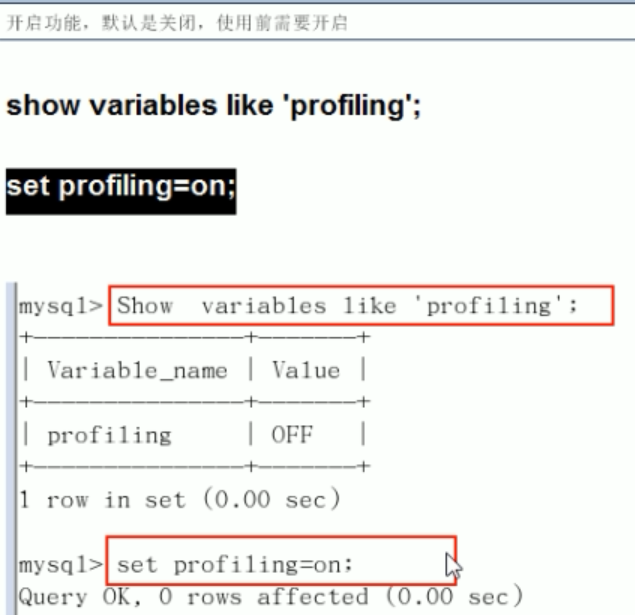 开启功能，默认是关闭，使用前需要开启
show variables like 'profiling';
set profiling=on;
mysql> Show  variables like 'profiling';
+---------------+-------+
| Variable_name | Value |
+---------------+-------+
| profiling     | OFF   |
+---------------+-------+
1 row in set (0.00 sec)
mysql> set profiling=on;
Query OK, 0 rows affected (0.00 sec)